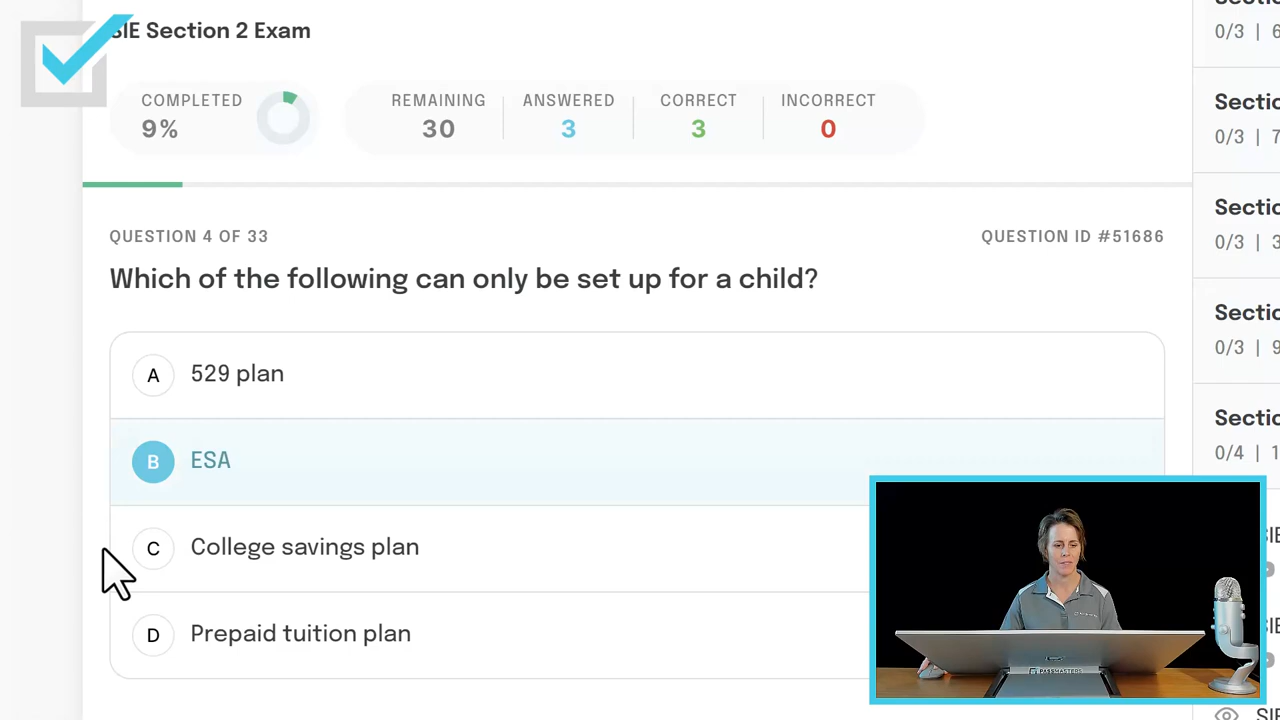 SIE Section 2 Exam
COMPLETED
9%
REMAINING
30
ANSWERED
3
CORRECT
3
INCORRECT
0
QUESTION 4 OF 33
QUESTION ID #51686
Which of the following can only be set up for a child?
A
529 plan
B
ESA
C
College savings plan
D
Prepaid tuition plan
0/3 | 6
Sectio
0/3 | 7
Sectio
0/3 | 3
Sectio
0/3 | 9
Sectio
0/4 | 1
SIE